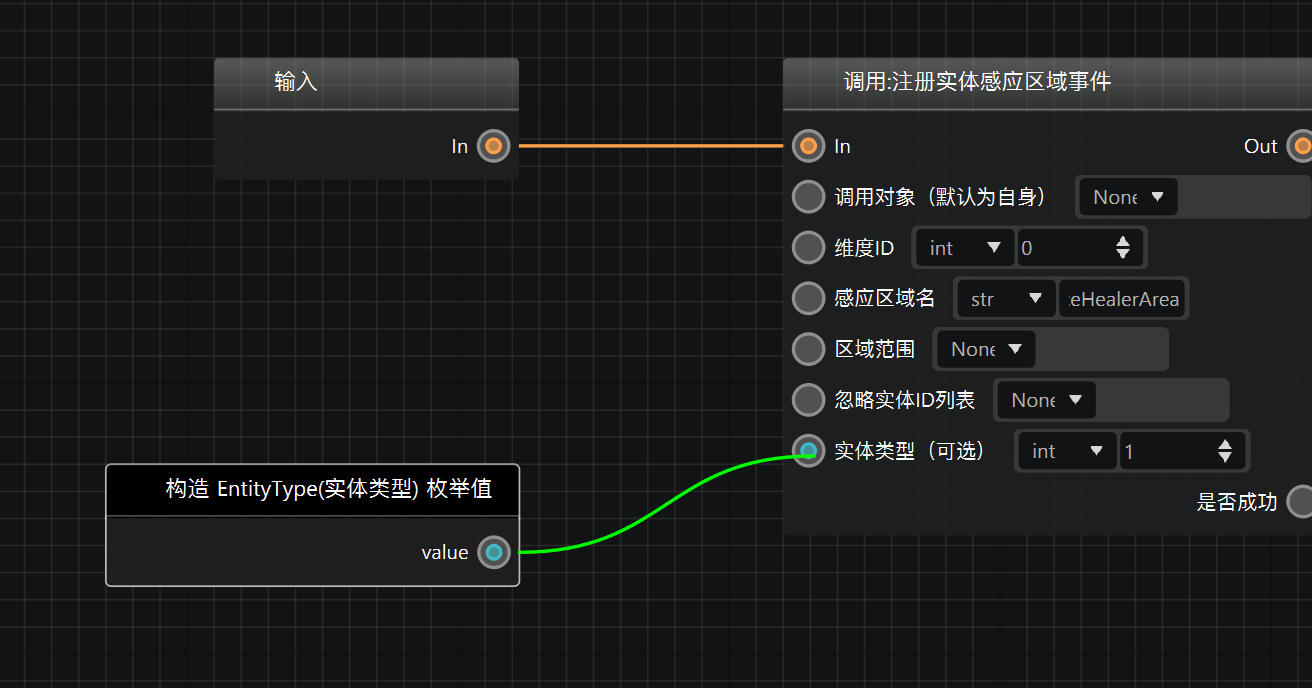 输入
In
调用:注册实体感应区域事件
In
Out
调用对象（默认为自身）
None
维度ID
int
0
感应区域名
str
eHealerArea
区域范围
None
忽略实体ID列表
None
实体类型（可选）
int
1
是否成功
构造 EntityType(实体类型) 枚举值
value